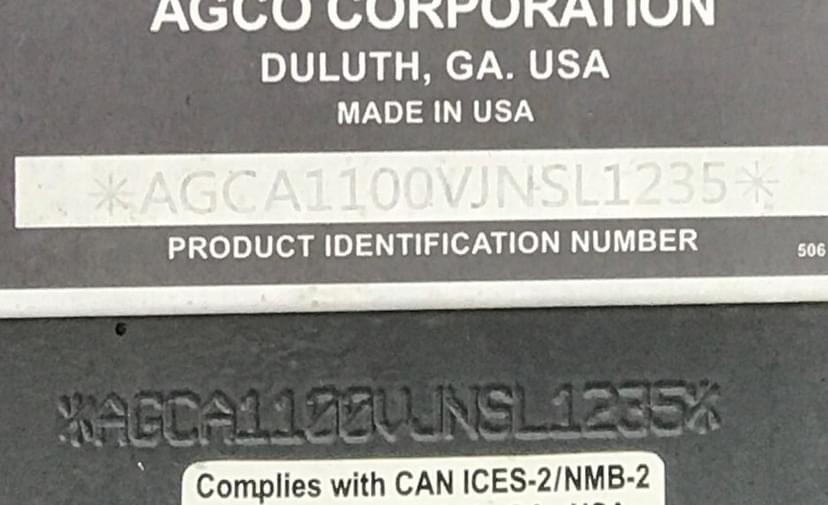 AGCO CORPORATION
DULUTH, GA. USA
MADE IN USA
*AGCA1100VJNSL1235*
PRODUCT IDENTIFICATION NUMBER
506
*AGCA1100VJNSL1235*
Complies with CAN ICES-2/NMB-2
USA